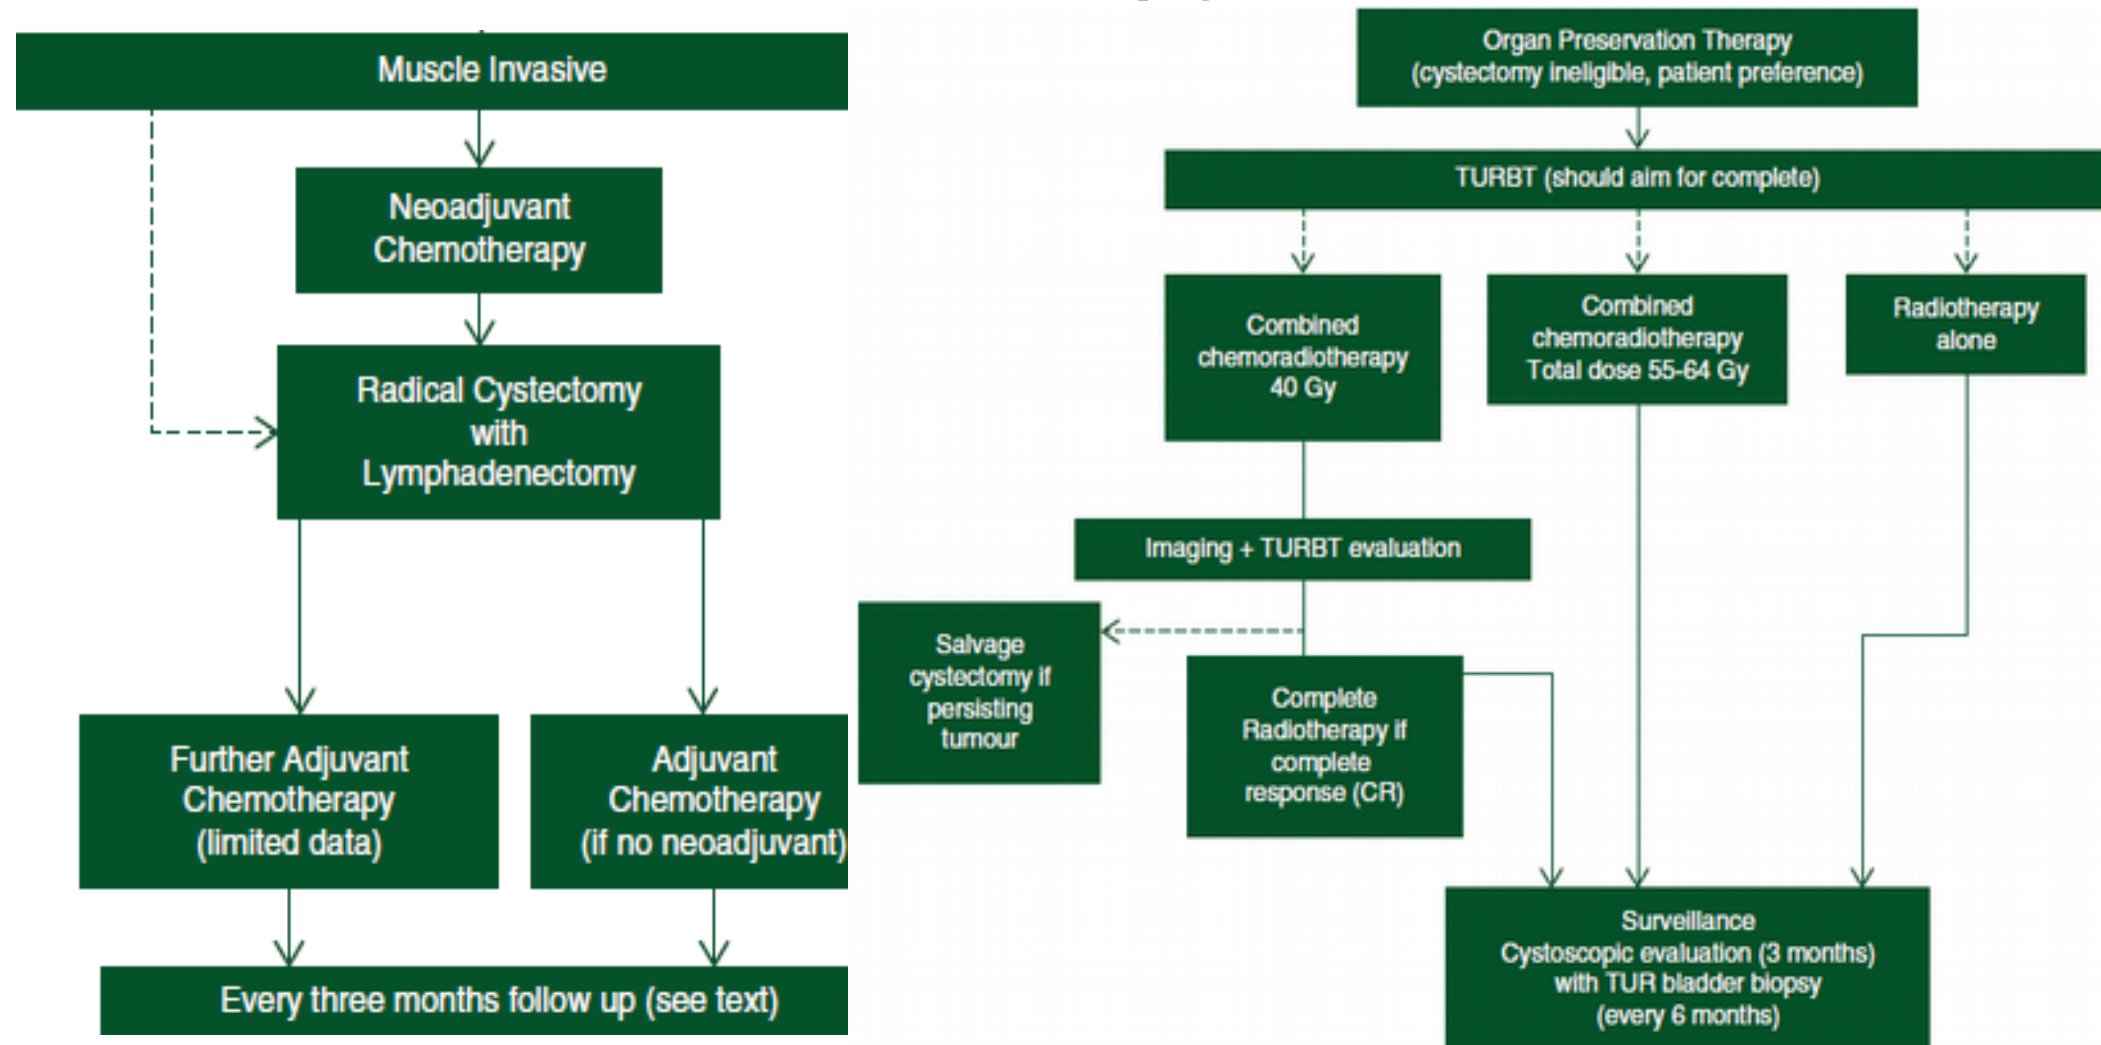 Muscle Invasive
Neoadjuvant
Chemotherapy
Radical Cystectomy
with
Lymphadenectomy
Further Adjuvant
Chemotherapy
(limited data)
Adjuvant
Chemotherapy
(if no neoadjuvant)
Every three months follow up (see text)
Organ Preservation Therapy
(cystectomy ineligible, patient preference)
TURBT (should aim for complete)
Combined
chemoradiotherapy
40 Gy
Combined
chemoradiotherapy
Total dose 55-64 Gy
Radiotherapy
alone
Imaging + TURBT evaluation
Salvage
cystectomy if
persisting
tumour
Complete
Radiotherapy if
complete
response (CR)
Surveillance
Cystoscopic evaluation (3 months)
with TUR bladder biopsy
(every 6 months)